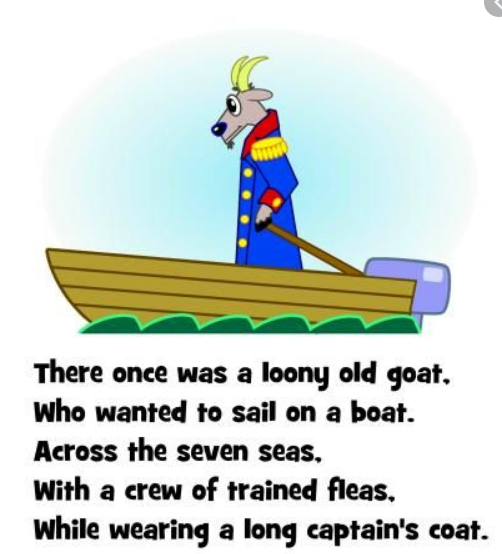 There once was a loony old goat,
Who wanted to sail on a boat.
Across the seven seas,
With a crew of trained fleas,
While wearing a long captain's coat.